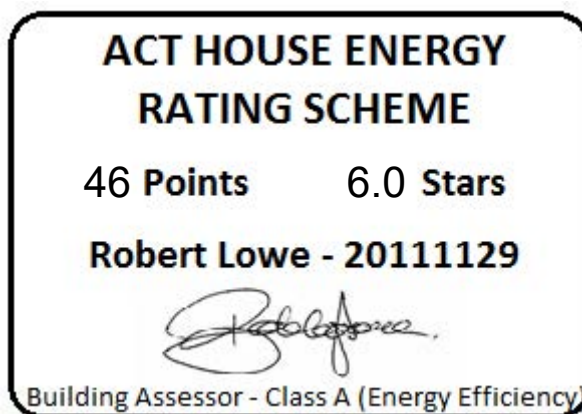 ACT HOUSE ENERGY
RATING SCHEME
46 Points 6.0 Stars
Robert Lowe - 20111129
Building Assessor - Class A (Energy Efficiency)